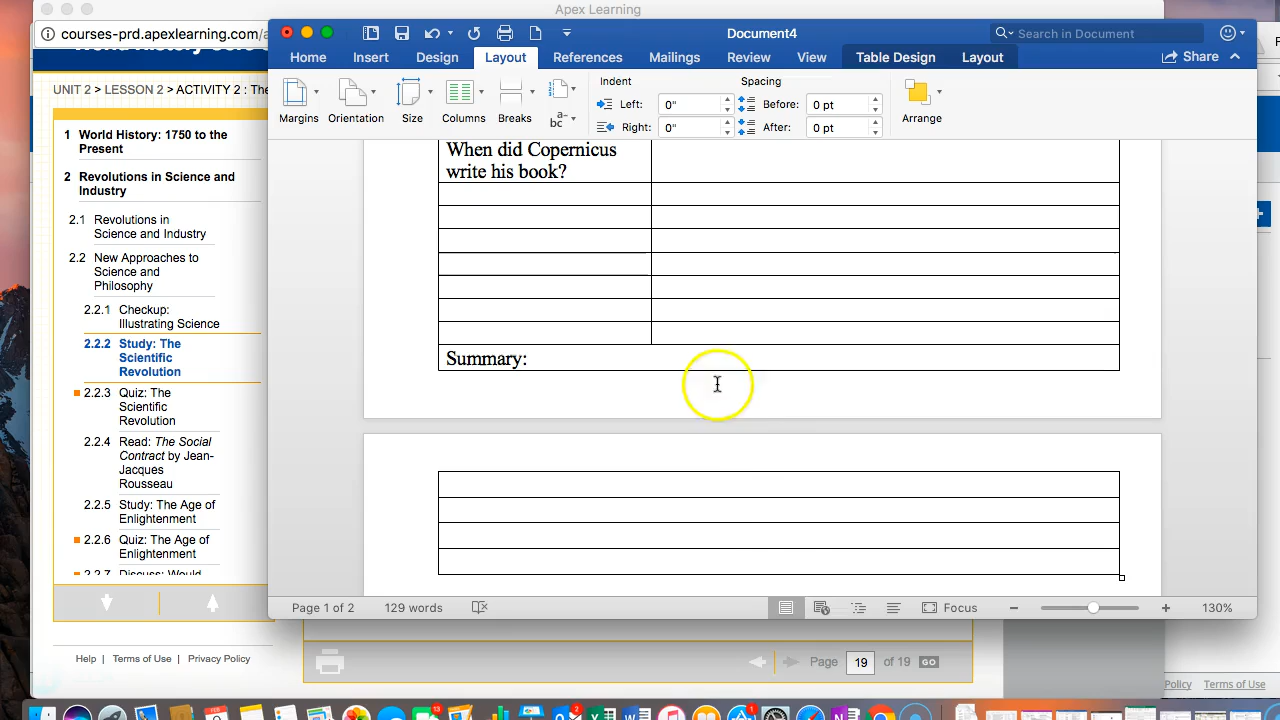 Apex Learning
courses-prd.apexlearning.com/
Document4
Search in Document
Home Insert Design Layout References Mailings Review View Table Design Layout Share
Indent Spacing
Left: 0" Before: 0 pt
Right: 0" After: 0 pt
Margins Orientation Size Columns Breaks Arrange
UNIT 2 > LESSON 2 > ACTIVITY 2 : The
1 World History: 1750 to the
Present
2 Revolutions in Science and
Industry
2.1 Revolutions in
Science and Industry
2.2 New Approaches to
Science and
Philosophy
2.2.1 Checkup:
Illustrating Science
2.2.2 Study: The
Scientific
Revolution
2.2.3 Quiz: The
Scientific
Revolution
2.2.4 Read: The Social
Contract by Jean-
Jacques
Rousseau
2.2.5 Study: The Age of
Enlightenment
2.2.6 Quiz: The Age of
Enlightenment
2.2.7 Discuss: Would
When did Copernicus
write his book?
Summary:
Page 1 of 2 129 words Focus 130%
Help | Terms of Use | Privacy Policy
Page 19 of 19 GO
Policy | Terms of Use